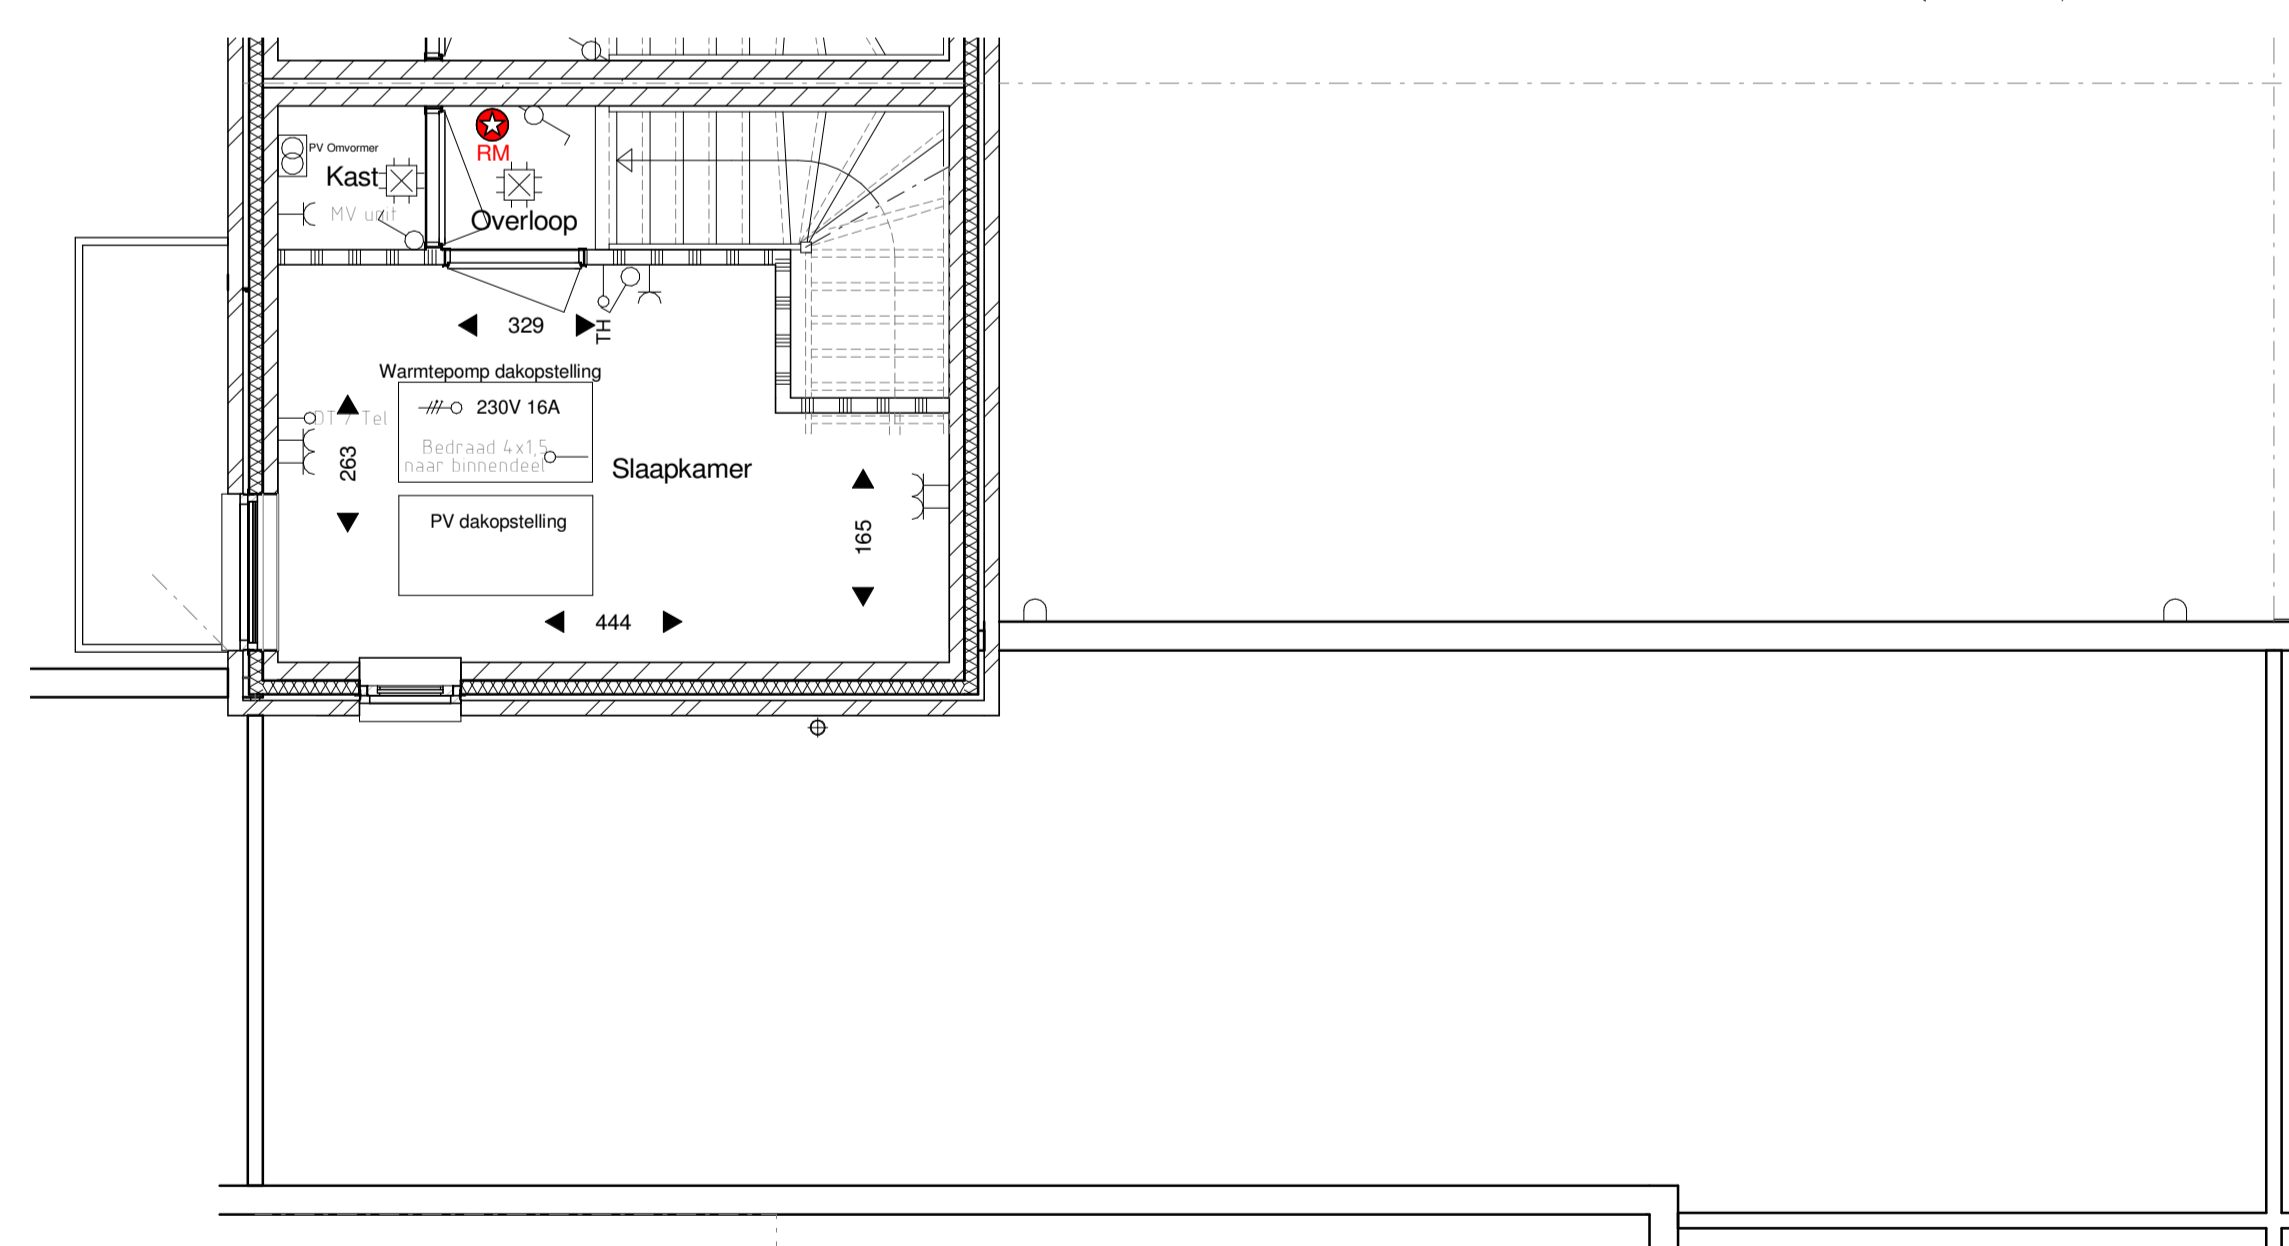 PV Omvormer
RM
Kast
MV unit
Overloop
329
TH
Warmtepomp dakopstelling
230V 16A
DT / Tel
263
Bedraad 4x1,5
naar binnendeel
Slaapkamer
PV dakopstelling
165
444